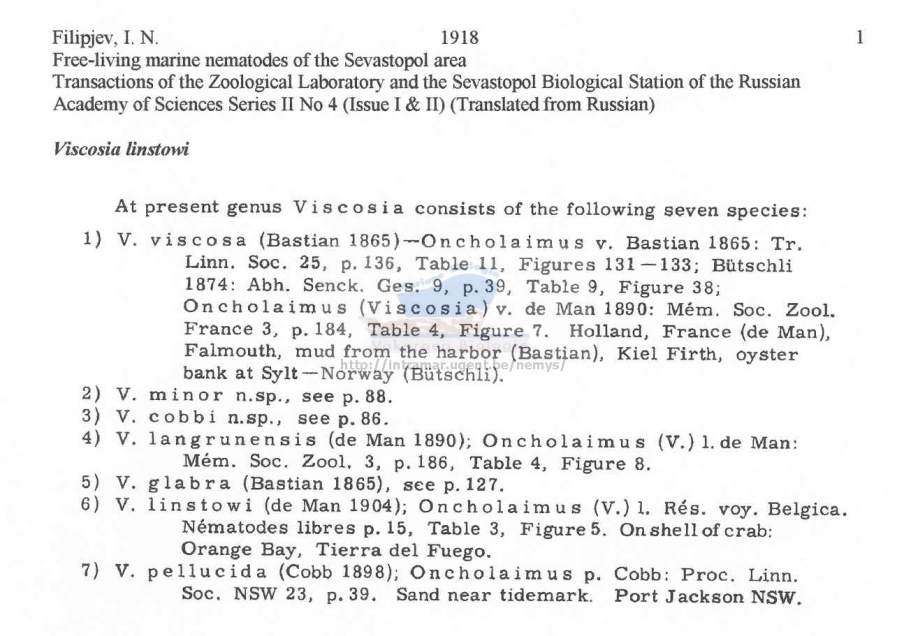 Filipjev, I. N. 1918 1
Free-living marine nematodes of the Sevastopol area
Transactions of the Zoological Laboratory and the Sevastopol Biological Station of the Russian
Academy of Sciences Series II No 4 (Issue I & II) (Translated from Russian)
Viscosia linstowi
At present genus Viscosia consists of the following seven species:
1) V. viscosa (Bastian 1865)—Oncholaimus v. Bastian 1865: Tr.
Linn. Soc. 25, p. 136, Table 11, Figures 131—133; Bütschli
1874: Abh. Senck. Ges. 9, p. 39, Table 9, Figure 38;
Oncholaimus (Viscosia) v. de Man 1890: Mém. Soc. Zool.
France 3, p. 184, Table 4, Figure 7. Holland, France (de Man),
Falmouth, mud from the harbor (Bastian), Kiel Firth, oyster
bank at Sylt—Norway (Bütschli).
http://intramar.ugent.be/nemys/
2) V. minor n.sp., see p. 88.
3) V. cobbi n.sp., see p. 86.
4) V. langrunensis (de Man 1890); Oncholaimus (V.) l. de Man:
Mém. Soc. Zool. 3, p. 186, Table 4, Figure 8.
5) V. glabra (Bastian 1865), see p. 127.
6) V. linstowi (de Man 1904); Oncholaimus (V.) l. Rés. voy. Belgica.
Nématodes libres p. 15, Table 3, Figure 5. On shell of crab:
Orange Bay, Tierra del Fuego.
7) V. pellucida (Cobb 1898); Oncholaimus p. Cobb: Proc. Linn.
Soc. NSW 23, p. 39. Sand near tidemark. Port Jackson NSW.